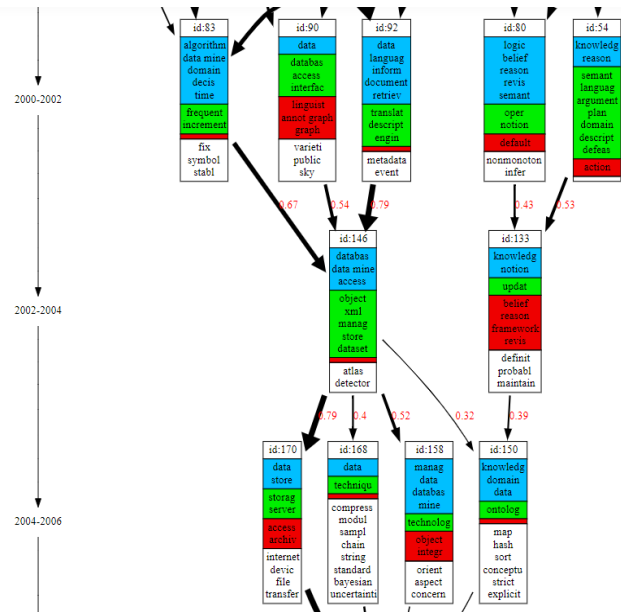 id:83
algorithm
data mine
domain
decis
time
frequent
increment
fix
symbol
stabl
id:90
data
databas
access
interfac
linguist
annot graph
graph
varieti
public
sky
id:92
data
languag
inform
document
retriev
translat
descript
engin
metadata
event
id:80
logic
belief
reason
revis
semant
oper
notion
default
nonmonoton
infer
id:54
knowledg
reason
semant
languag
argument
plan
domain
descript
defeas
action
2000-2002
0.67
0.54
0.79
0.43
0.53
id:146
databas
data mine
access
object
xml
manag
store
dataset
atlas
detector
id:133
knowledg
notion
updat
belief
reason
framework
revis
definit
probabl
maintain
2002-2004
0.79
0.4
0.52
0.32
0.39
id:170
data
store
storag
server
access
archiv
internet
devic
file
transfer
id:168
data
techniqu
compress
modul
sampl
chain
string
standard
bayesian
uncertainti
id:158
manag
data
databas
mine
technolog
object
integr
orient
aspect
concern
id:150
knowledg
domain
data
ontolog
map
hash
sort
conceptu
strict
explicit
2004-2006